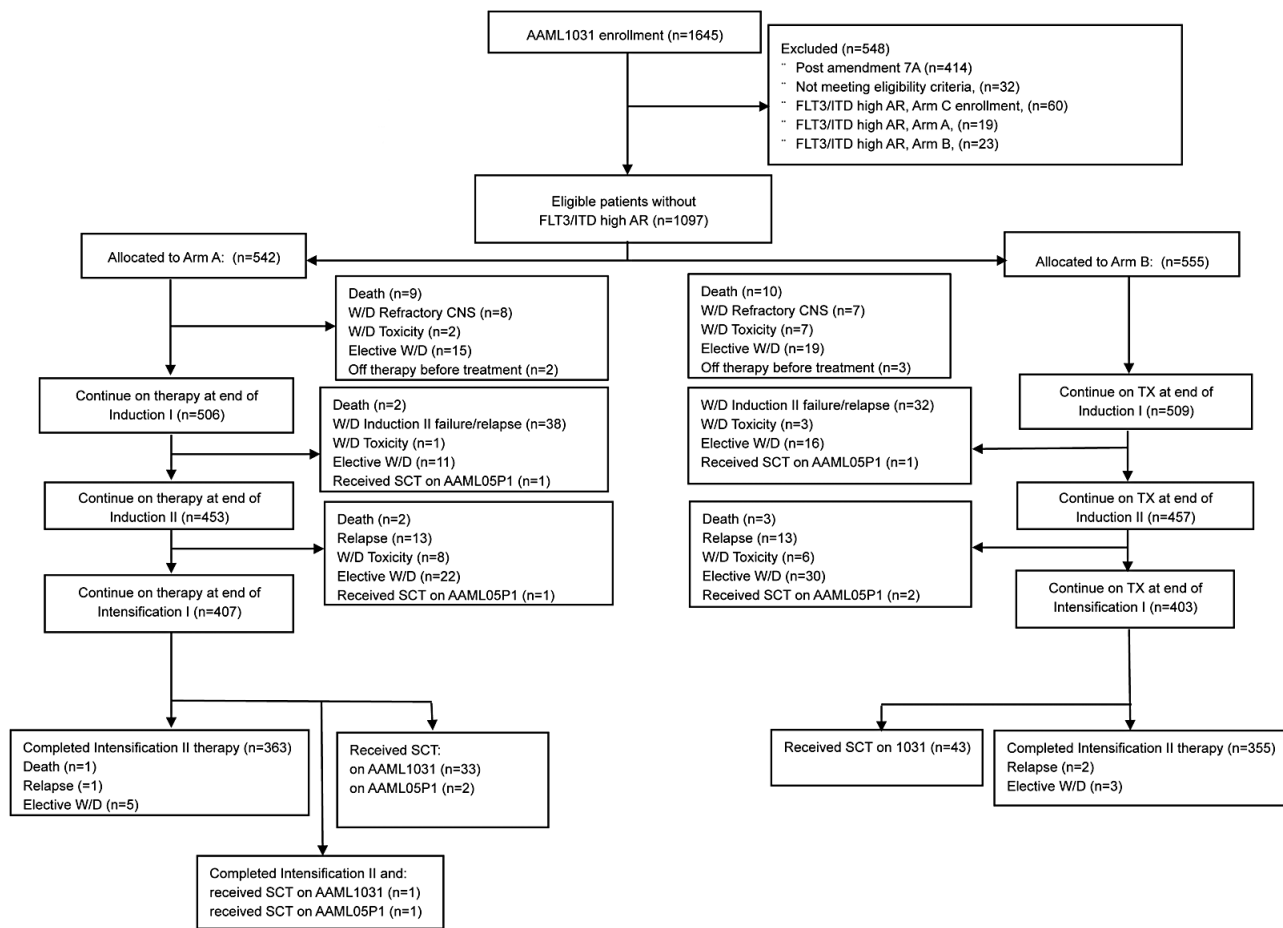 AAML1031 enrollment (n=1645)
Excluded (n=548)
¨ Post amendment 7A (n=414)
¨ Not meeting eligibility criteria, (n=32)
¨ FLT3/ITD high AR, Arm C enrollment, (n=60)
¨ FLT3/ITD high AR, Arm A, (n=19)
¨ FLT3/ITD high AR, Arm B, (n=23)
Eligible patients without
FLT3/ITD high AR (n=1097)
Allocated to Arm A: (n=542)
Allocated to Arm B: (n=555)
Death (n=9)
W/D Refractory CNS (n=8)
W/D Toxicity (n=2)
Elective W/D (n=15)
Off therapy before treatment (n=2)
Death (n=10)
W/D Refractory CNS (n=7)
W/D Toxicity (n=7)
Elective W/D (n=19)
Off therapy before treatment (n=3)
Continue on therapy at end of
Induction I (n=506)
Continue on TX at end of
Induction I (n=509)
Death (n=2)
W/D Induction II failure/relapse (n=38)
W/D Toxicity (n=1)
Elective W/D (n=11)
Received SCT on AAML05P1 (n=1)
W/D Induction II failure/relapse (n=32)
W/D Toxicity (n=3)
Elective W/D (n=16)
Received SCT on AAML05P1 (n=1)
Continue on therapy at end of
Induction II (n=453)
Continue on TX at end of
Induction II (n=457)
Death (n=2)
Relapse (n=13)
W/D Toxicity (n=8)
Elective W/D (n=22)
Received SCT on AAML05P1 (n=1)
Death (n=3)
Relapse (n=13)
W/D Toxicity (n=6)
Elective W/D (n=30)
Received SCT on AAML05P1 (n=2)
Continue on therapy at end of
Intensification I (n=407)
Continue on TX at end of
Intensification I (n=403)
Completed Intensification II therapy (n=363)
Death (n=1)
Relapse (=1)
Elective W/D (n=5)
Received SCT:
on AAML1031 (n=33)
on AAML05P1 (n=2)
Received SCT on 1031 (n=43)
Completed Intensification II therapy (n=355)
Relapse (n=2)
Elective W/D (n=3)
Completed Intensification II and:
received SCT on AAML1031 (n=1)
received SCT on AAML05P1 (n=1)